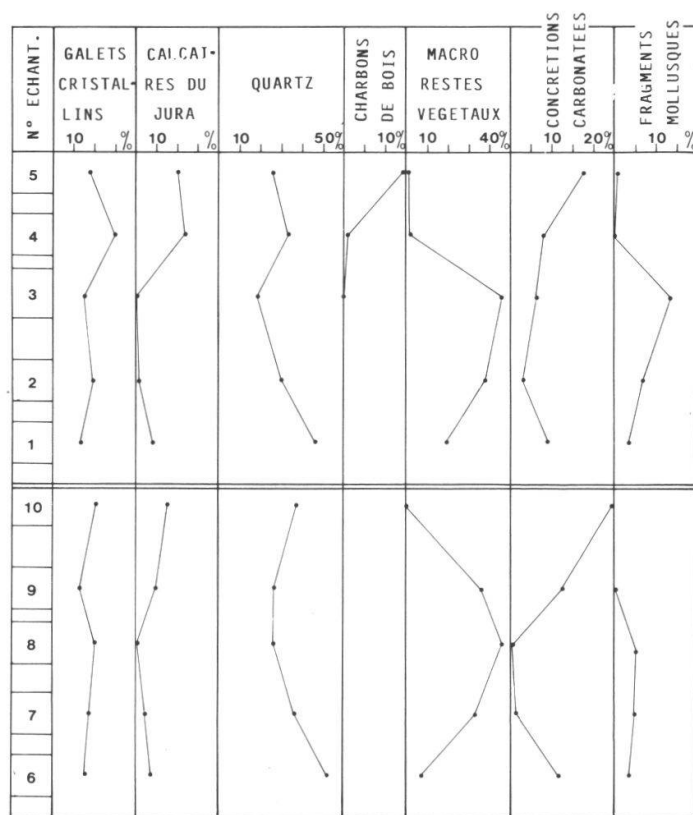 N° ECHANT.
GALETS
CRISTAL-
LINS
10 %
CALCAI-
RES DU
JURA
10 %
QUARTZ
10 50%
CHARBONS
DE BOIS
10%
MACRO
RESTES
VEGETAUX
10 40%
CONCRETIONS
CARBONATEES
10 20%
FRAGMENTS
MOLLUSQUES
10 %
5
4
3
2
1
10
9
8
7
6